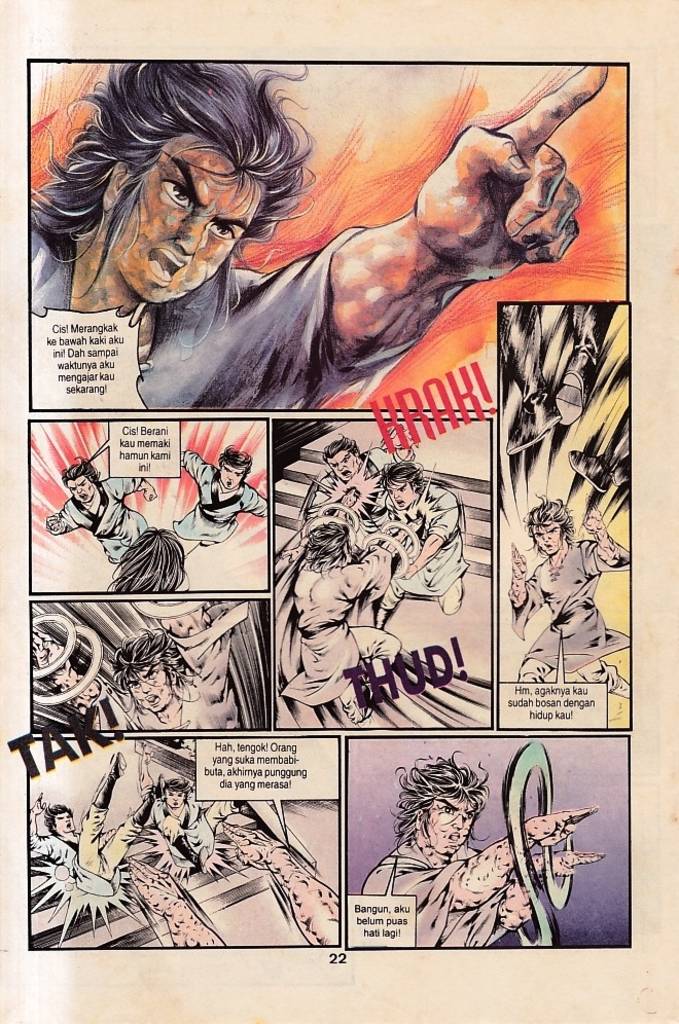 Cis! Merangkak
ke bawah kaki aku
ini! Dah sampai
waktunya aku
mengajar kau
sekarang!
Cis! Berani
kau memaki
hamun kami
ini!
HRAK!
THUD!
Hm, agaknya kau
sudah bosan dengan
hidup kau!
TAK!
Hah, tengok! Orang
yang suka membabi-
buta, akhirnya punggung
dia yang merasa!
Bangun, aku
belum puas
hati lagi!
22